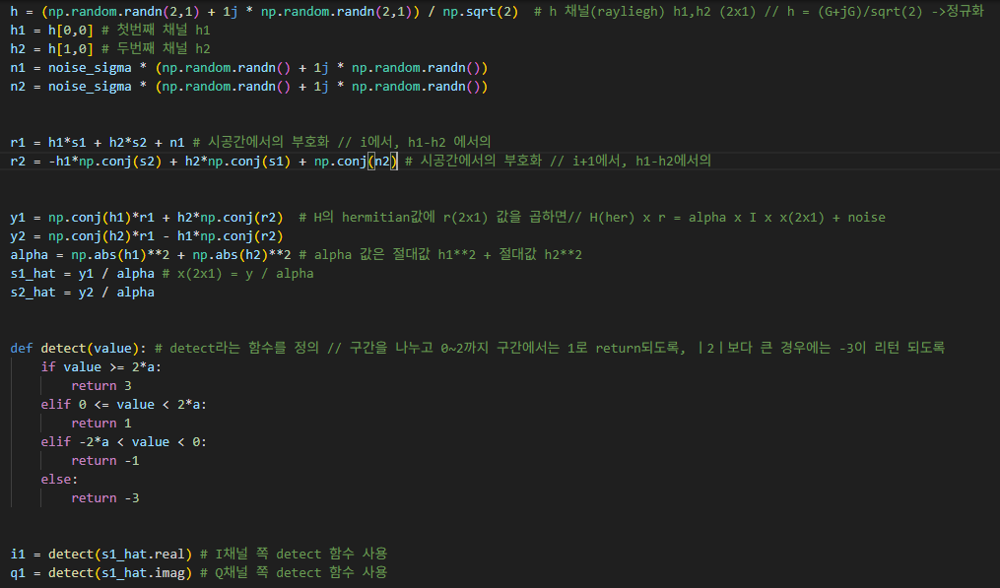 h = (np.random.randn(2,1) + 1j * np.random.randn(2,1)) / np.sqrt(2)  # h 채널(rayliegh) h1,h2 (2x1) // h = (G+jG)/sqrt(2) ->정규화
h1 = h[0,0] # 첫번째 채널 h1
h2 = h[1,0] # 두번째 채널 h2
n1 = noise_sigma * (np.random.randn() + 1j * np.random.randn())
n2 = noise_sigma * (np.random.randn() + 1j * np.random.randn())
r1 = h1*s1 + h2*s2 + n1 # 시공간에서의 부호화 // i에서, h1-h2 에서의
r2 = -h1*np.conj(s2) + h2*np.conj(s1) + np.conj(n2) # 시공간에서의 부호화 // i+1에서, h1-h2에서의
y1 = np.conj(h1)*r1 + h2*np.conj(r2)  # H의 hermitian값에 r(2x1) 값을 곱하면// H(her) x r = alpha x I x x(2x1) + noise
y2 = np.conj(h2)*r1 - h1*np.conj(r2)
alpha = np.abs(h1)**2 + np.abs(h2)**2 # alpha 값은 절대값 h1**2 + 절대값 h2**2
s1_hat = y1 / alpha # x(2x1) = y / alpha
s2_hat = y2 / alpha
def detect(value): # detect라는 함수를 정의 // 구간을 나누고 0~2까지 구간에서는 1로 return되도록, ㅣ2ㅣ보다 큰 경우에는 -3이 리턴 되도록
    if value >= 2*a:
        return 3
    elif 0 <= value < 2*a:
        return 1
    elif -2*a < value < 0:
        return -1
    else:
        return -3
i1 = detect(s1_hat.real) # I채널 쪽 detect 함수 사용
q1 = detect(s1_hat.imag) # Q채널 쪽 detect 함수 사용